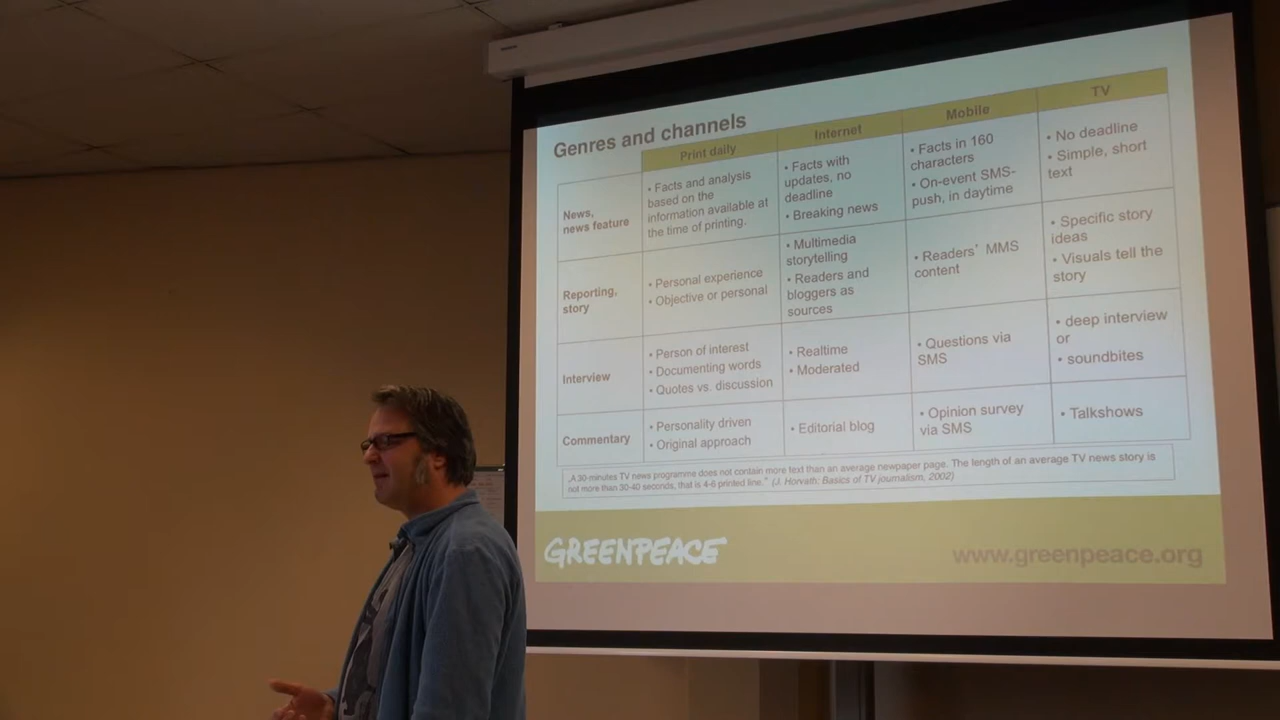 Genres and channels
Print daily
Internet
Mobile
TV
News,
news feature
• Facts and analysis
based on the
information available at
the time of printing.
• Facts with
updates, no
deadline
• Breaking news
• Facts in 160
characters
• On-event SMS-
push, in daytime
• No deadline
• Simple, short
text
Reporting,
story
• Personal experience
• Objective or personal
• Multimedia
storytelling
• Readers and
bloggers as
sources
• Readers' MMS
content
• Specific story
ideas
• Visuals tell the
story
Interview
• Person of interest
• Documenting words
• Quotes vs. discussion
• Realtime
• Moderated
• Questions via
SMS
• deep interview
or
• soundbites
Commentary
• Personality driven
• Original approach
• Editorial blog
• Opinion survey
via SMS
• Talkshows
„A 30-minutes TV news programme does not contain more text than an average newpaper page. The length of an average TV news story is
not more than 30-40 seconds, that is 4-6 printed line." (J. Horvath: Basics of TV journalism, 2002)
GREENPEACE
www.greenpeace.org